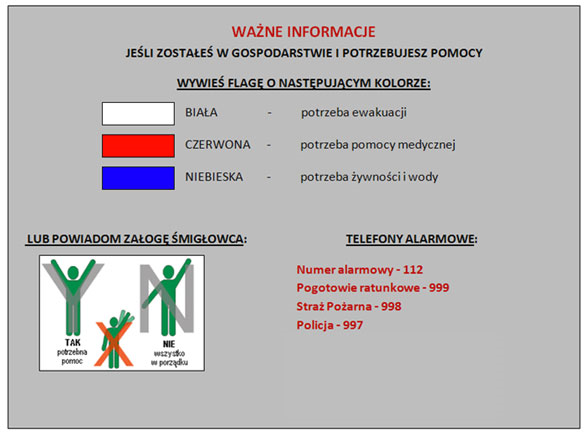 WAŻNE INFORMACJE
JEŚLI ZOSTAŁEŚ W GOSPODARSTWIE I POTRZEBUJESZ POMOCY
WYWIEŚ FLAGĘ O NASTĘPUJĄCYM KOLORZE:
BIAŁA - potrzeba ewakuacji
CZERWONA - potrzeba pomocy medycznej
NIEBIESKA - potrzeba żywności i wody
LUB POWIADOM ZAŁOGĘ ŚMIGŁOWCA:
Y N
X
TAK
potrzebna
pomoc
NIE
wszystko
w porządku
TELEFONY ALARMOWE:
Numer alarmowy - 112
Pogotowie ratunkowe - 999
Straż Pożarna - 998
Policja - 997